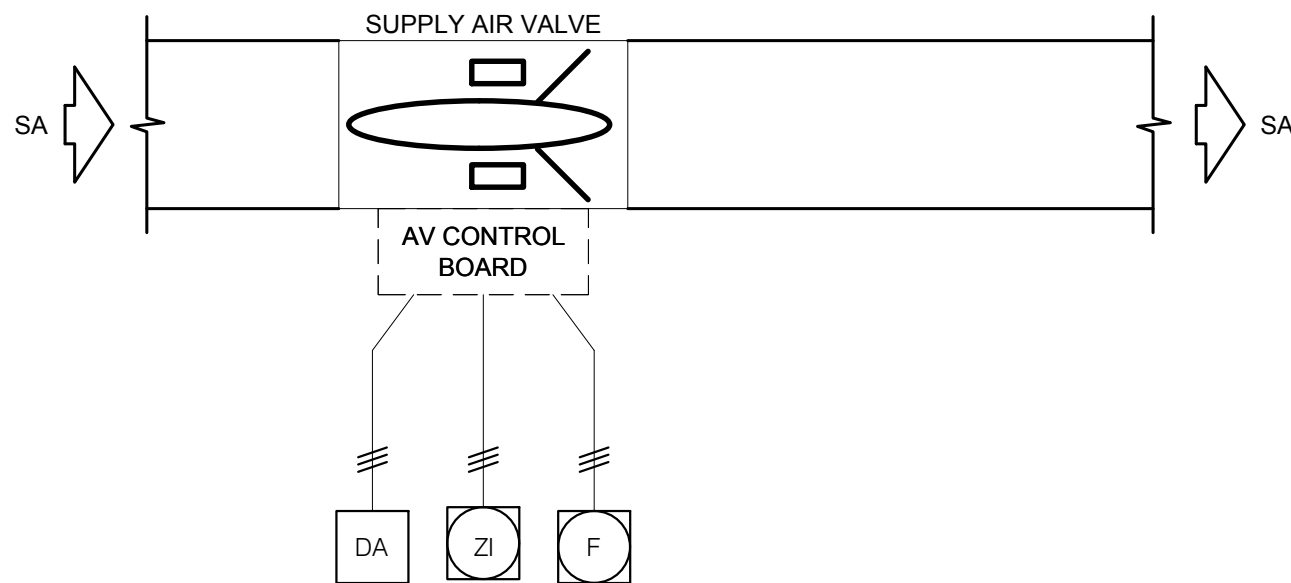 SUPPLY AIR VALVE
SA
SA
AV CONTROL
BOARD
DA
ZI
F